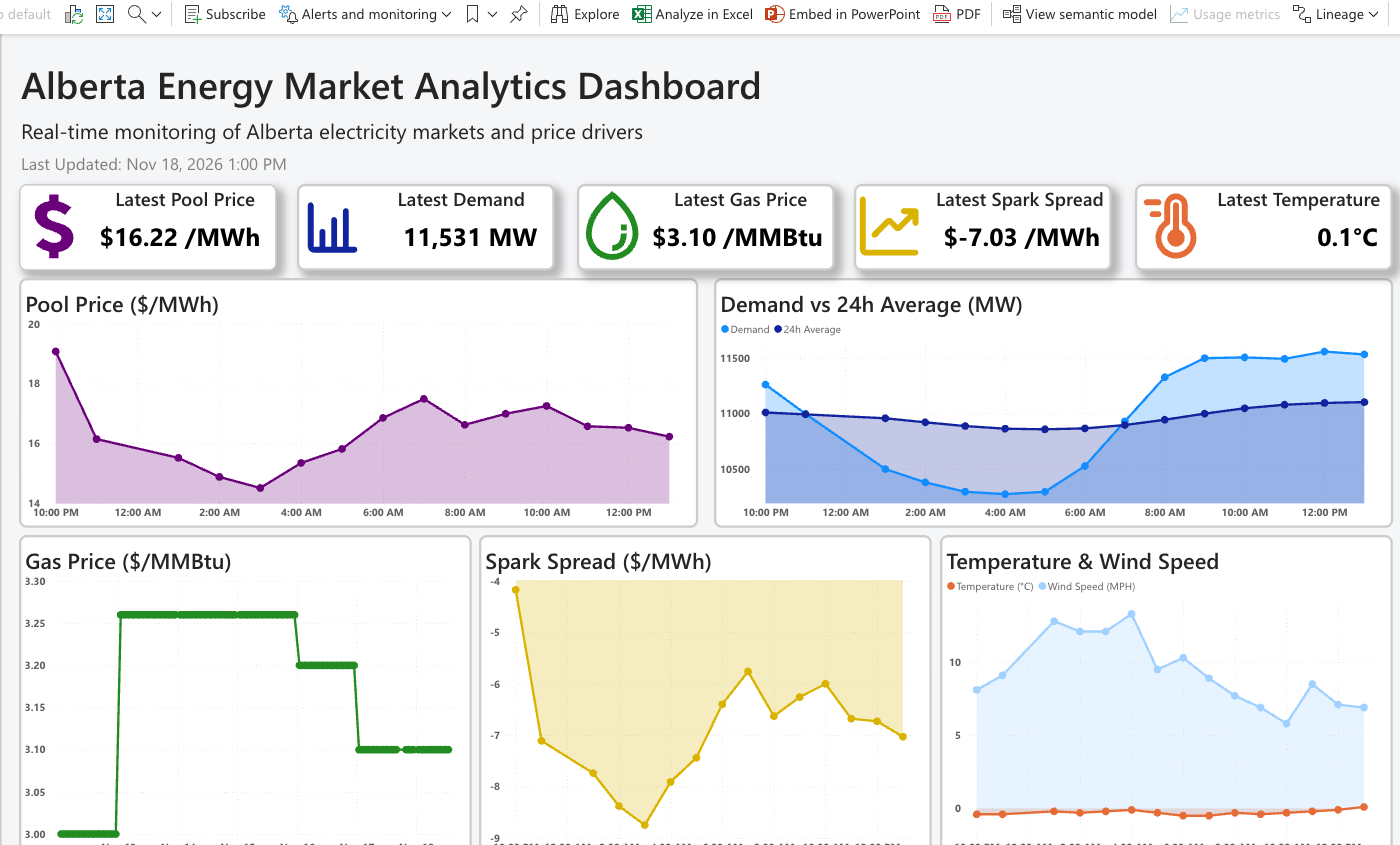 default Subscribe Alerts and monitoring Explore Analyze in Excel Embed in PowerPoint PDF View semantic model Usage metrics Lineage
Alberta Energy Market Analytics Dashboard
Real-time monitoring of Alberta electricity markets and price drivers
Last Updated: Nov 18, 2026 1:00 PM
Latest Pool Price
$16.22 /MWh
Latest Demand
11,531 MW
Latest Gas Price
$3.10 /MMBtu
Latest Spark Spread
$-7.03 /MWh
Latest Temperature
0.1°C
Pool Price ($/MWh)
20
18
16
14
10:00 PM 12:00 AM 2:00 AM 4:00 AM 6:00 AM 8:00 AM 10:00 AM 12:00 PM
Demand vs 24h Average (MW)
Demand 24h Average
11500
11000
10500
10:00 PM 12:00 AM 2:00 AM 4:00 AM 6:00 AM 8:00 AM 10:00 AM 12:00 PM
Gas Price ($/MMBtu)
3.30
3.25
3.20
3.15
3.10
3.05
3.00
Spark Spread ($/MWh)
-4
-5
-6
-7
-8
-9
Temperature & Wind Speed
Temperature (°C) Wind Speed (MPH)
10
5
0